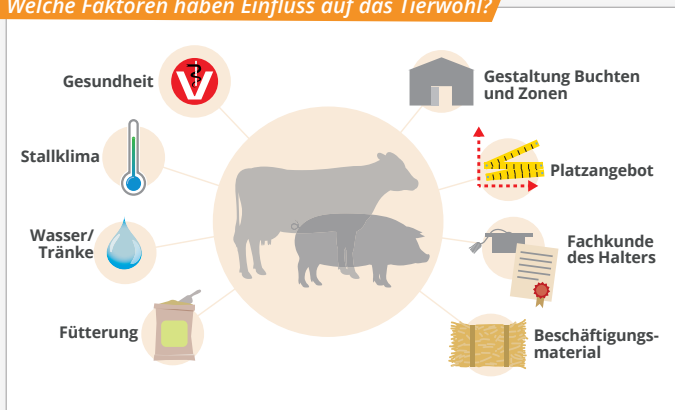 Welche Faktoren haben Einfluss auf das Tierwohl?
Gesundheit
Stallklima
Wasser/
Tränke
Fütterung
Gestaltung Buchten
und Zonen
Platzangebot
Fachkunde
des Halters
Beschäftigungs-
material